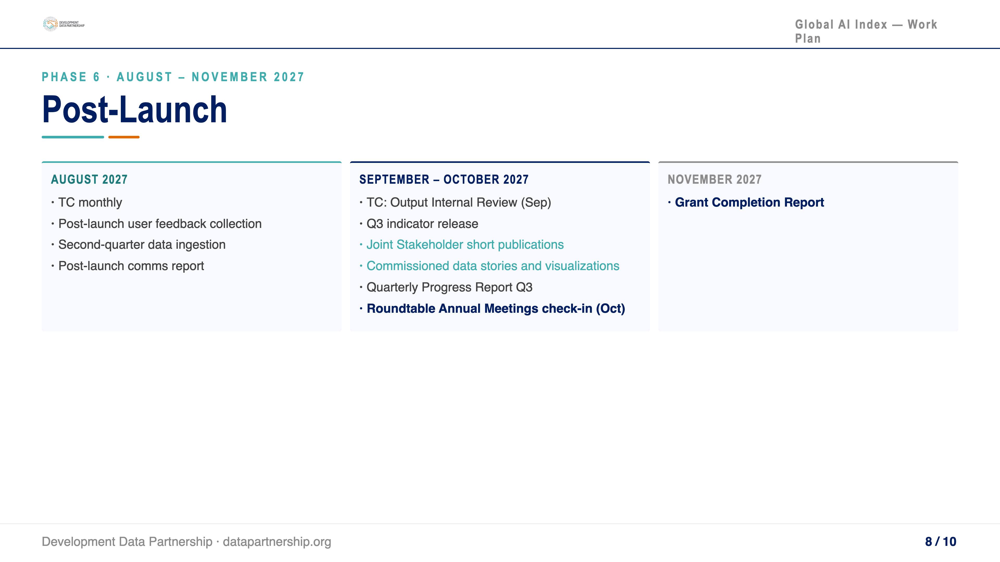 DEVELOPMENT
DATA PARTNERSHIP
Global AI Index — Work
Plan
PHASE 6 · AUGUST – NOVEMBER 2027
Post-Launch
AUGUST 2027
· TC monthly
· Post-launch user feedback collection
· Second-quarter data ingestion
· Post-launch comms report
SEPTEMBER – OCTOBER 2027
· TC: Output Internal Review (Sep)
· Q3 indicator release
· Joint Stakeholder short publications
· Commissioned data stories and visualizations
· Quarterly Progress Report Q3
· Roundtable Annual Meetings check-in (Oct)
NOVEMBER 2027
· Grant Completion Report
Development Data Partnership · datapartnership.org
8 / 10